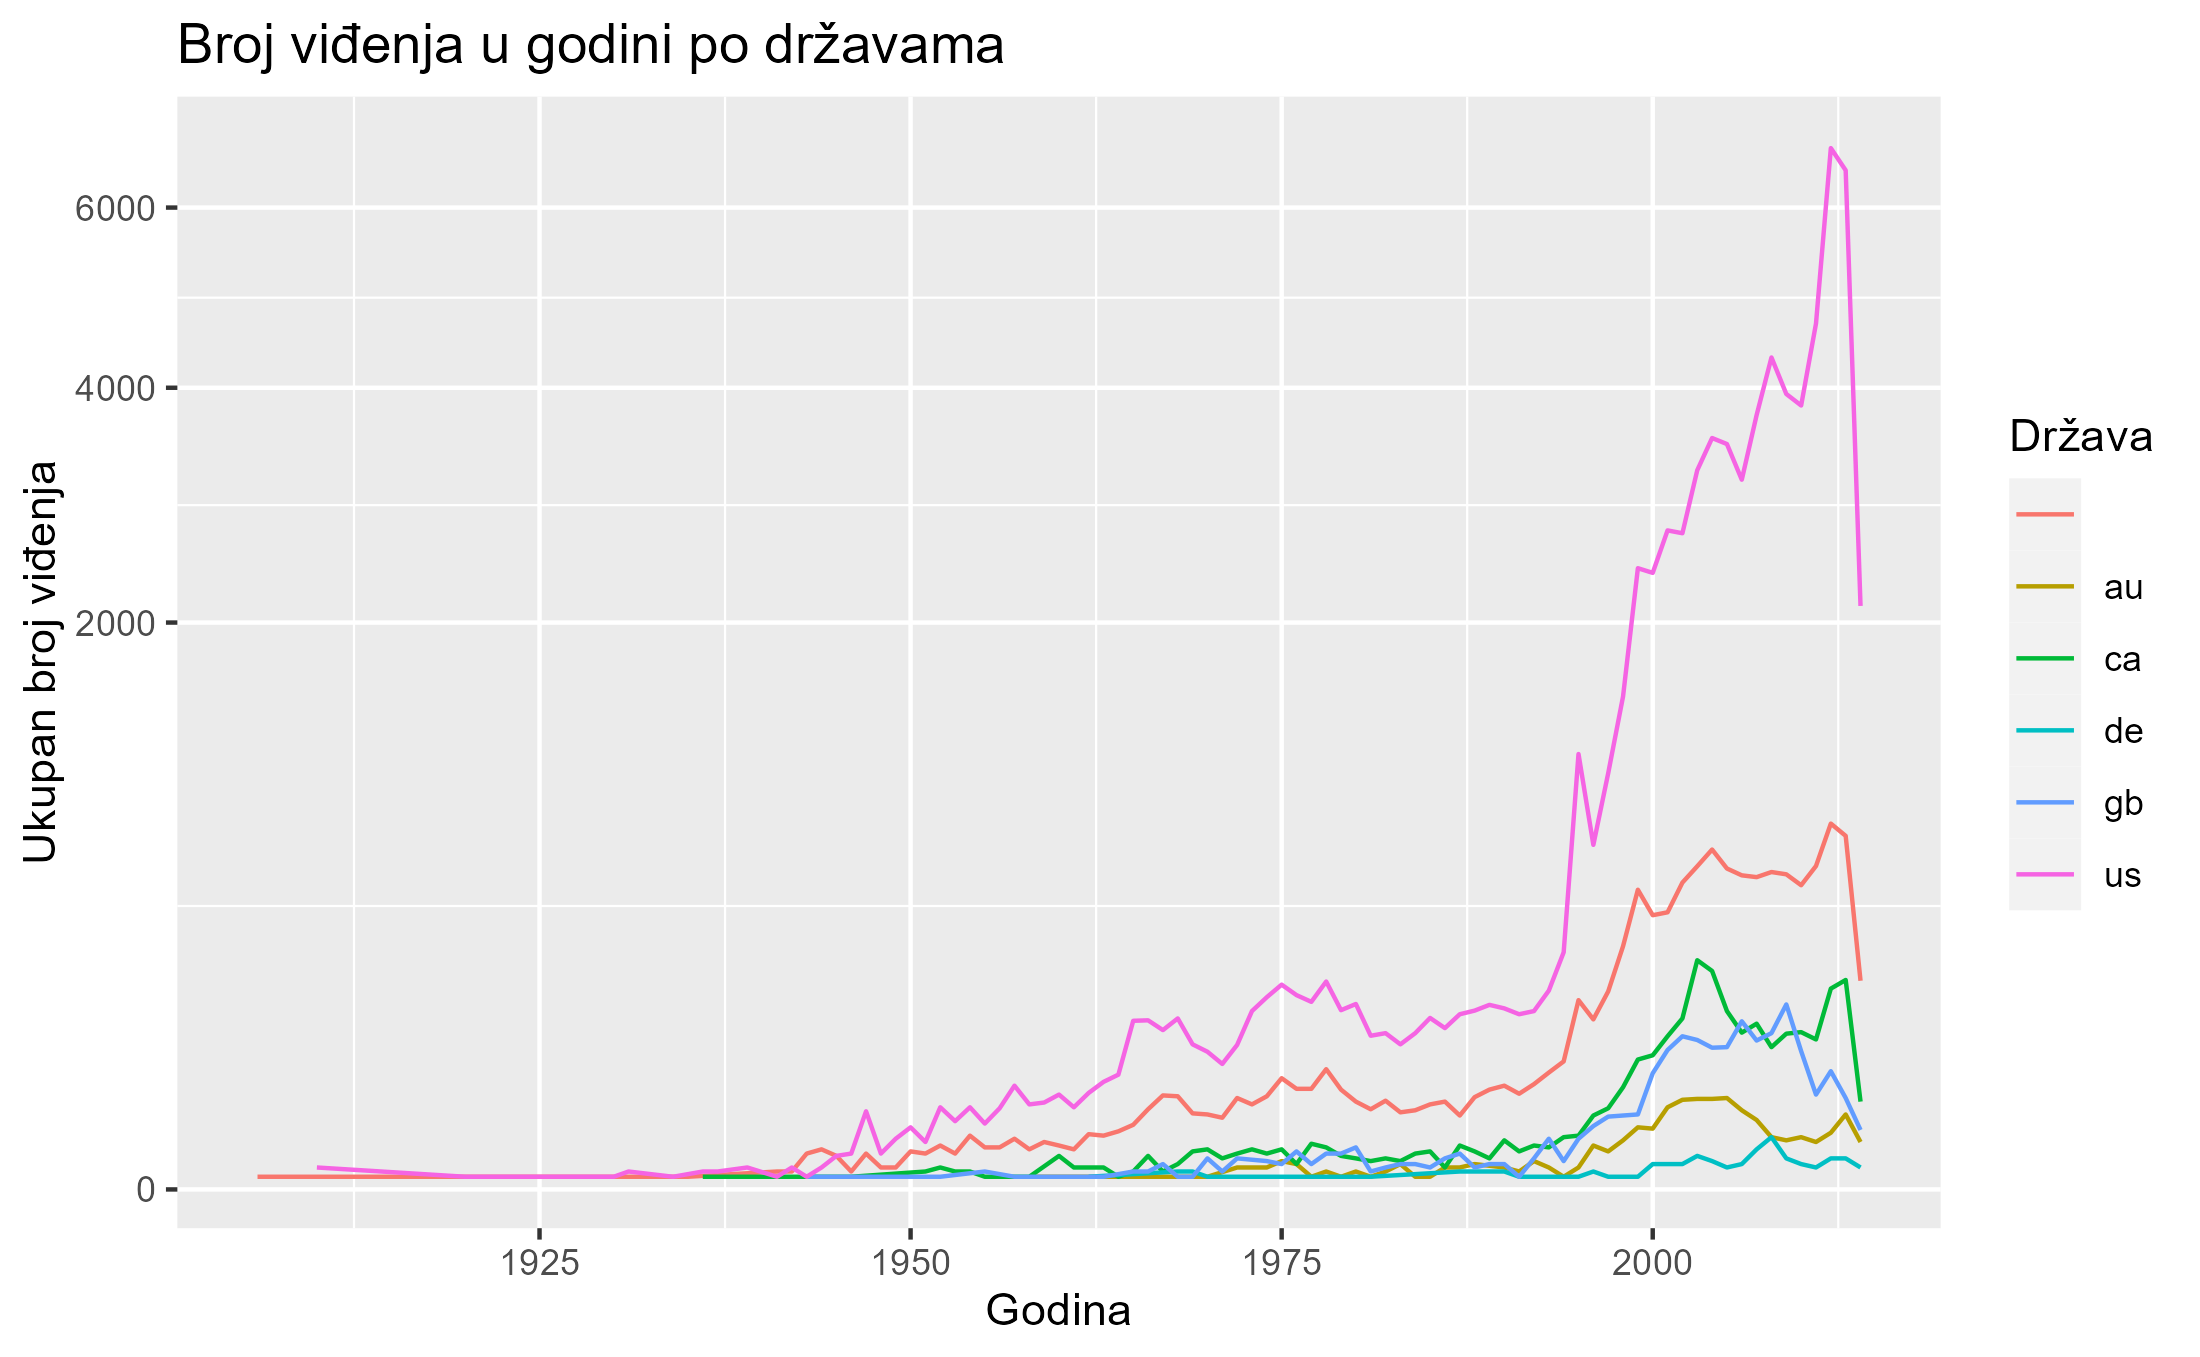 Broj viđenja u godini po državama
Ukupan broj viđenja
6000
4000
2000
0
1925
1950
1975
2000
Godina
Država
au
ca
de
gb
us